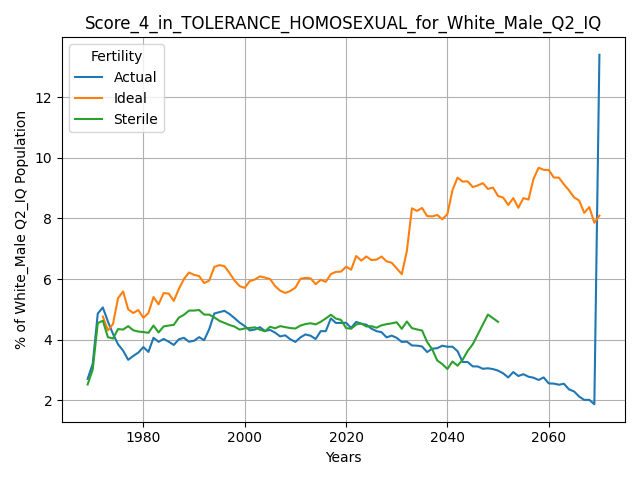 Score_4_in_TOLERANCE_HOMOSEXUAL_for_White_Male_Q2_IQ
Fertility
Actual
Ideal
Sterile
% of White_Male Q2_IQ Population
12
10
8
6
4
2
1980
2000
2020
2040
2060
Years